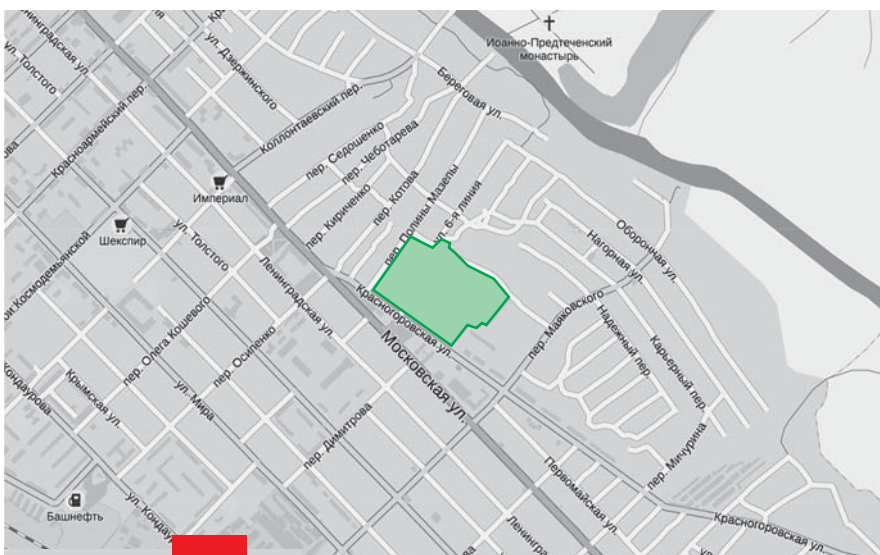 Ленинградская ул.
ул. Толстого
ул. Дзержинского
Красноармейский пер.
Коллонтаевский пер.
Береговая ул.
Иоанно-Предтеченский
монастырь
пер. Седошенко
пер. Чеботарева
пер. Котова
пер. Кириченко
пер. Полины Мазепы
ул. 6-я линия
Империал
Шекспир
ул. Толстого
Ленинградская ул.
Красногоровская ул.
Московская ул.
Оборонная ул.
Нагорная ул.
пер. Маяковского
Надежный пер.
Карьерный пер.
пер. Мичурина
пер. Олега Кошевого
пер. Осипенко
ул. Мира
Крымская ул.
Кондаурова
пер. Димитрова
Первомайская ул.
Красногоровская ул.
Башнефть
ул. Кондау
Ленинград